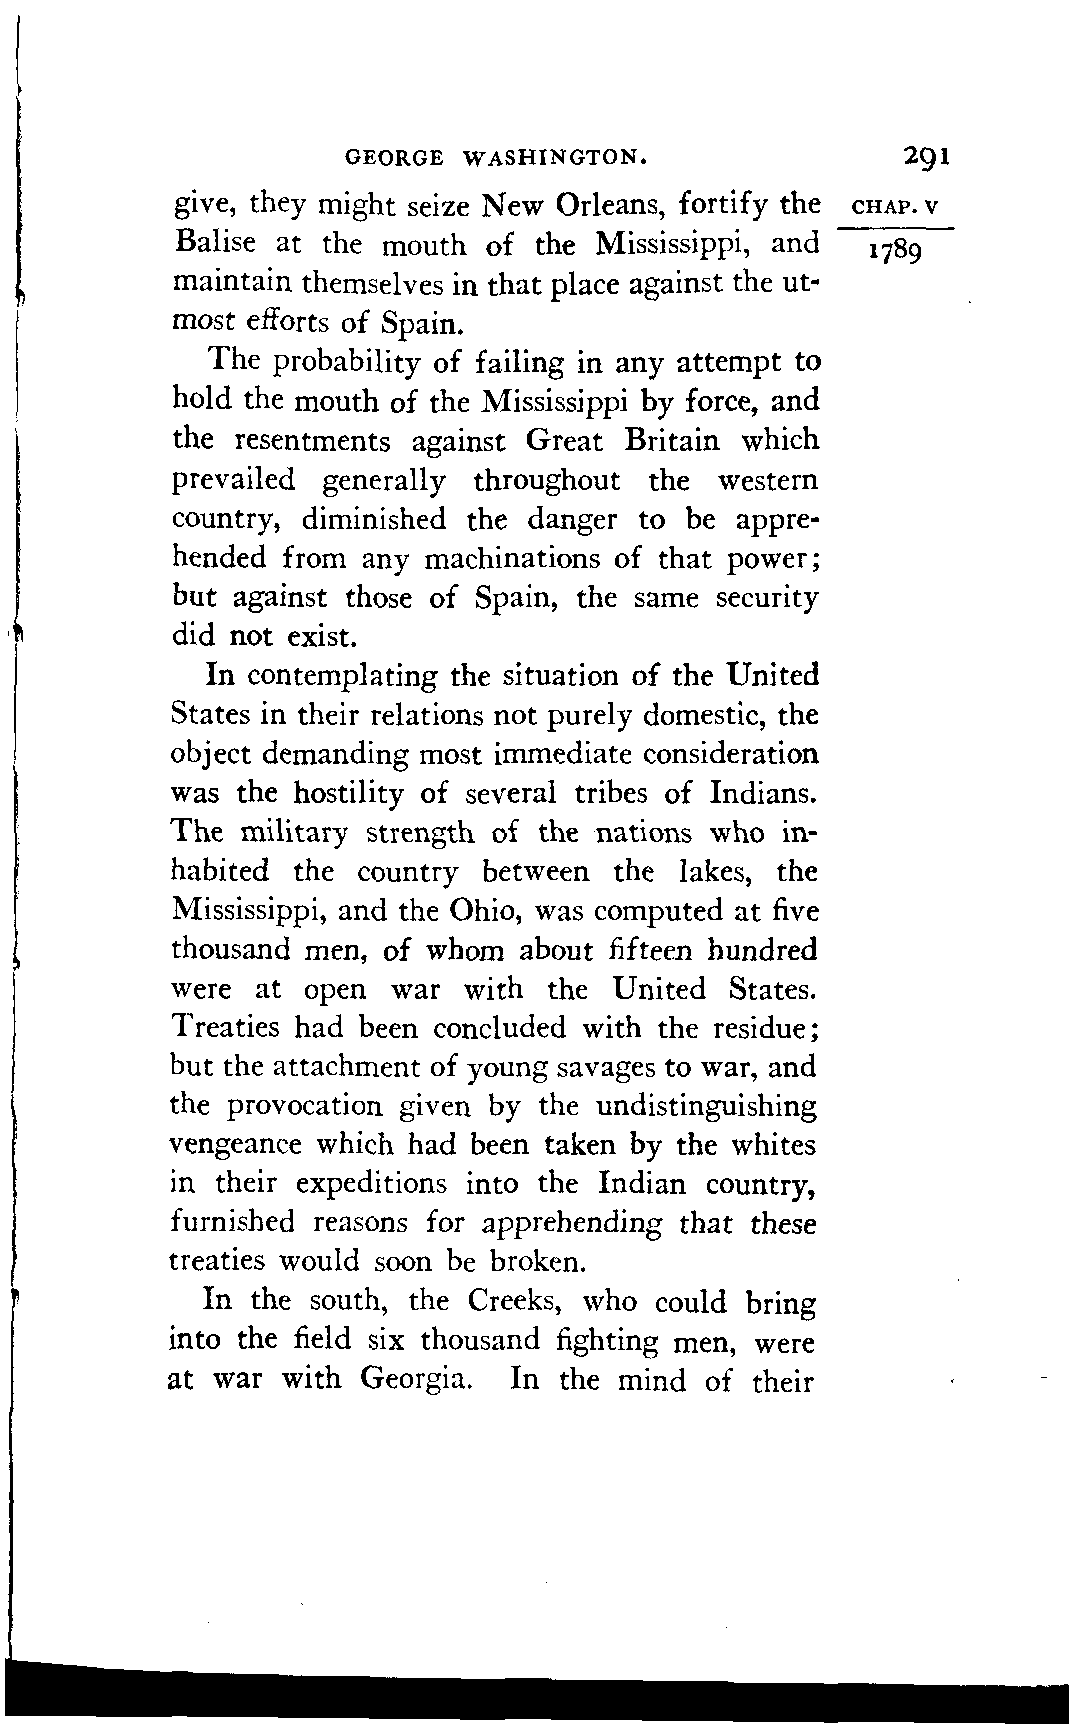 GEORGE WASHINGTON. 291
give, they might seize New Orleans, fortify the CHAP. V
Balise at the mouth of the Mississippi, and 1789
maintain themselves in that place against the ut-
most efforts of Spain.
The probability of failing in any attempt to
hold the mouth of the Mississippi by force, and
the resentments against Great Britain which
prevailed generally throughout the western
country, diminished the danger to be appre-
hended from any machinations of that power;
but against those of Spain, the same security
did not exist.
In contemplating the situation of the United
States in their relations not purely domestic, the
object demanding most immediate consideration
was the hostility of several tribes of Indians.
The military strength of the nations who in-
habited the country between the lakes, the
Mississippi, and the Ohio, was computed at five
thousand men, of whom about fifteen hundred
were at open war with the United States.
Treaties had been concluded with the residue;
but the attachment of young savages to war, and
the provocation given by the undistinguishing
vengeance which had been taken by the whites
in their expeditions into the Indian country,
furnished reasons for apprehending that these
treaties would soon be broken.
In the south, the Creeks, who could bring
into the field six thousand fighting men, were
at war with Georgia. In the mind of their